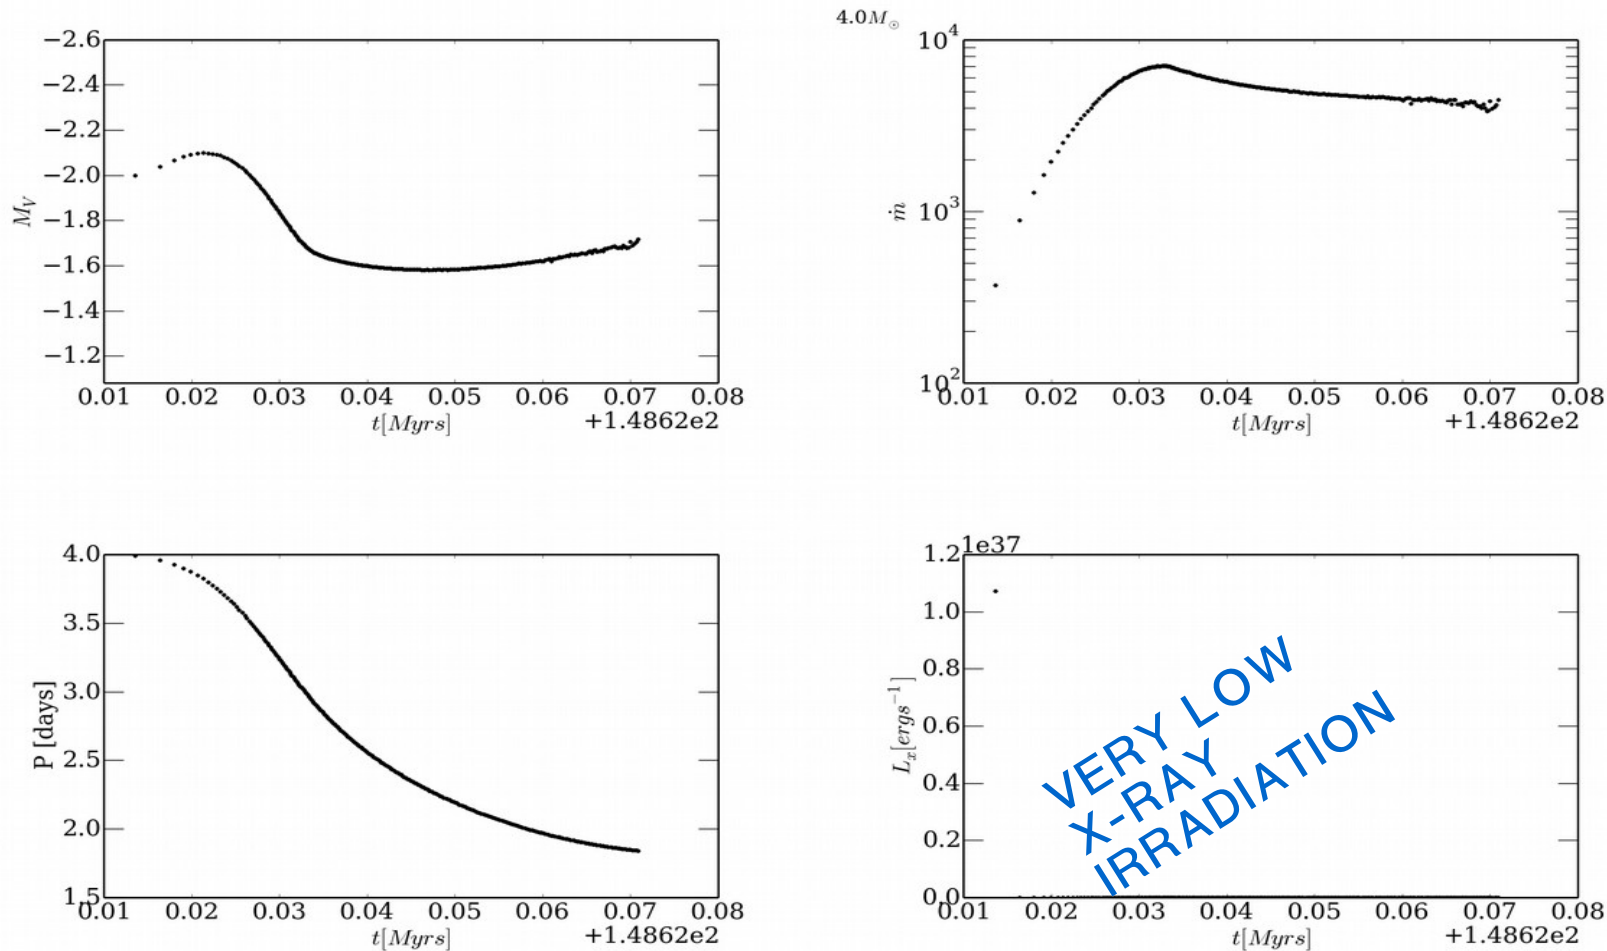 4.0M☉
−2.6
−2.4
−2.2
−2.0
−1.8
−1.6
−1.4
−1.2
M_V
0.01 0.02 0.03 0.04 0.05 0.06 0.07 0.08
t[Myrs]
+1.4862e2
10^4
10^3
10^2
ṁ
0.01 0.02 0.03 0.04 0.05 0.06 0.07 0.08
t[Myrs]
+1.4862e2
4.0
3.5
3.0
2.5
2.0
1.5
P [days]
0.01 0.02 0.03 0.04 0.05 0.06 0.07 0.08
t[Myrs]
+1.4862e2
1e37
1.2
1.0
0.8
0.6
0.4
0.2
0.0
L_x[ergs^−1]
VERY LOW
X-RAY
IRRADIATION
0.01 0.02 0.03 0.04 0.05 0.06 0.07 0.08
t[Myrs]
+1.4862e2